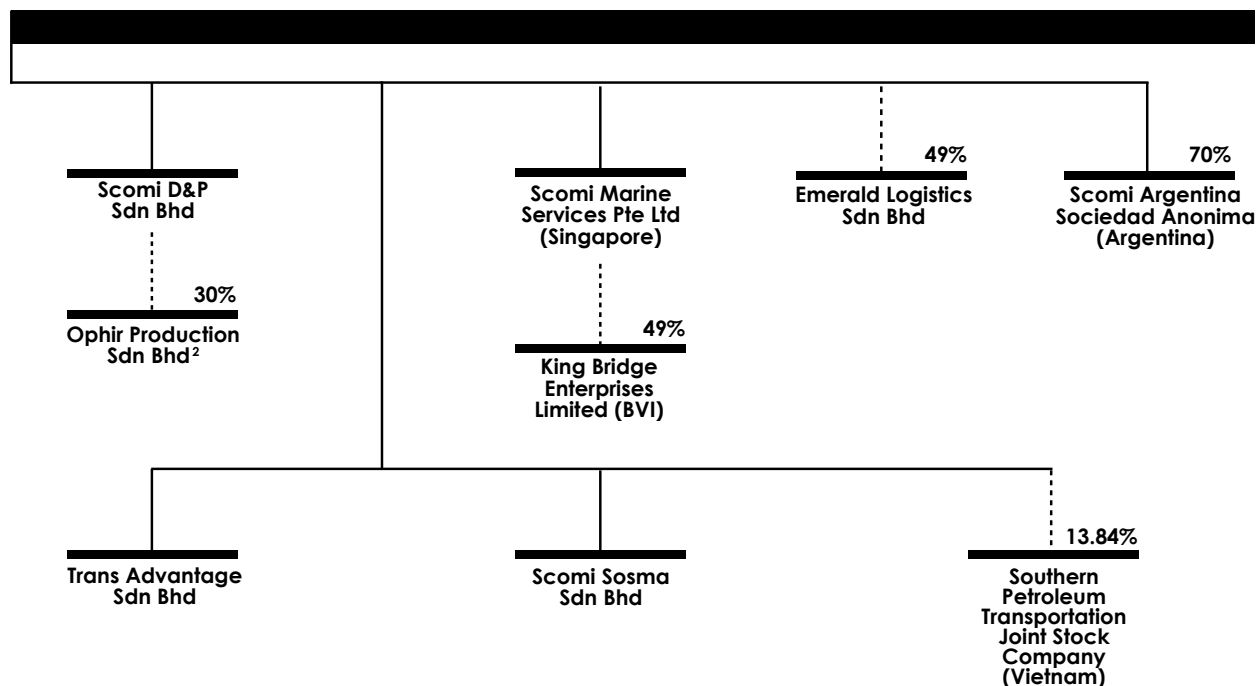 49%
70%
Scomi D&P
Sdn Bhd
Scomi Marine
Services Pte Ltd
(Singapore)
Emerald Logistics
Sdn Bhd
Scomi Argentina
Sociedad Anonima
(Argentina)
30%
Ophir Production
Sdn Bhd²
49%
King Bridge
Enterprises
Limited (BVI)
Trans Advantage
Sdn Bhd
Scomi Sosma
Sdn Bhd
13.84%
Southern
Petroleum
Transportation
Joint Stock
Company
(Vietnam)